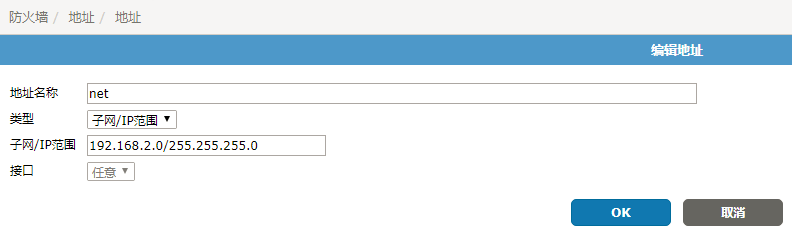 防火墙 / 地址 / 地址
编辑地址
地址名称 net
类型 子网/IP范围
子网/IP范围 192.168.2.0/255.255.255.0
接口 任意
OK 取消